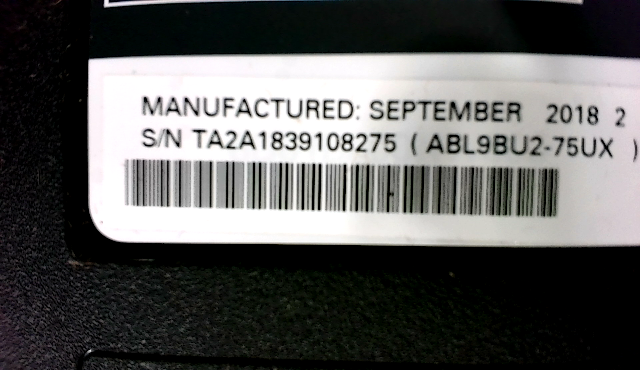 MANUFACTURED: SEPTEMBER 2018 2
S/N TA2A1839108275 ( ABL9BU2-75UX )